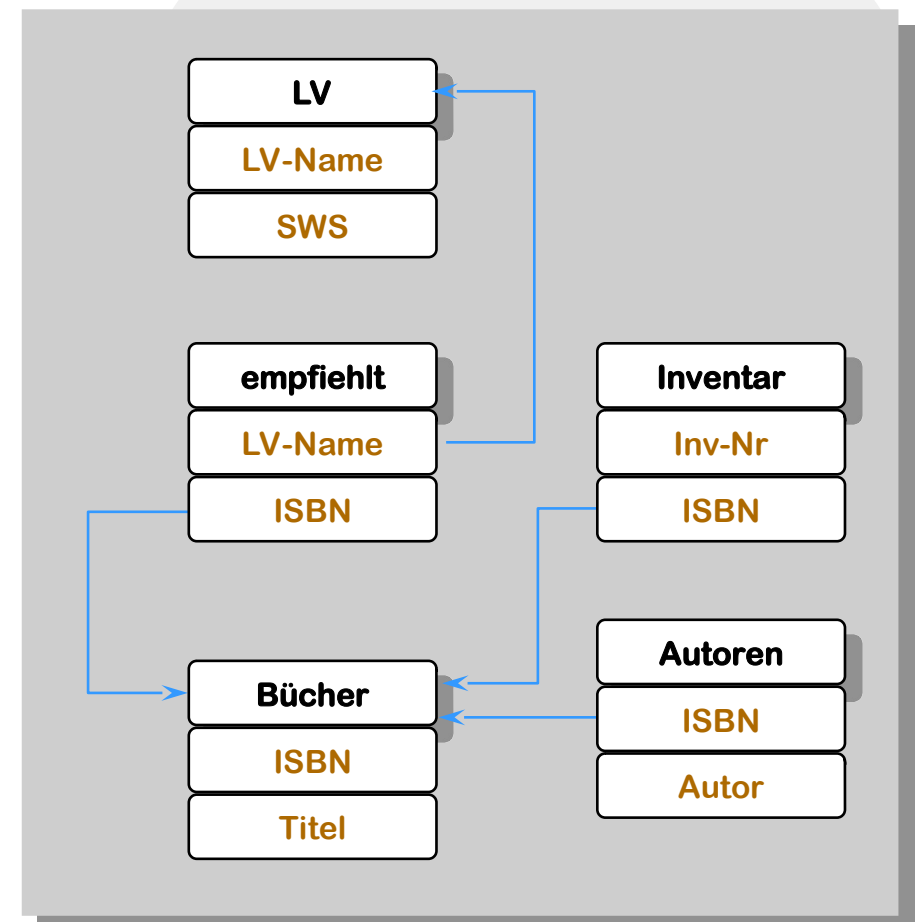 LV
LV-Name
SWS
empfiehlt
LV-Name
ISBN
Inventar
Inv-Nr
ISBN
Bücher
ISBN
Titel
Autoren
ISBN
Autor